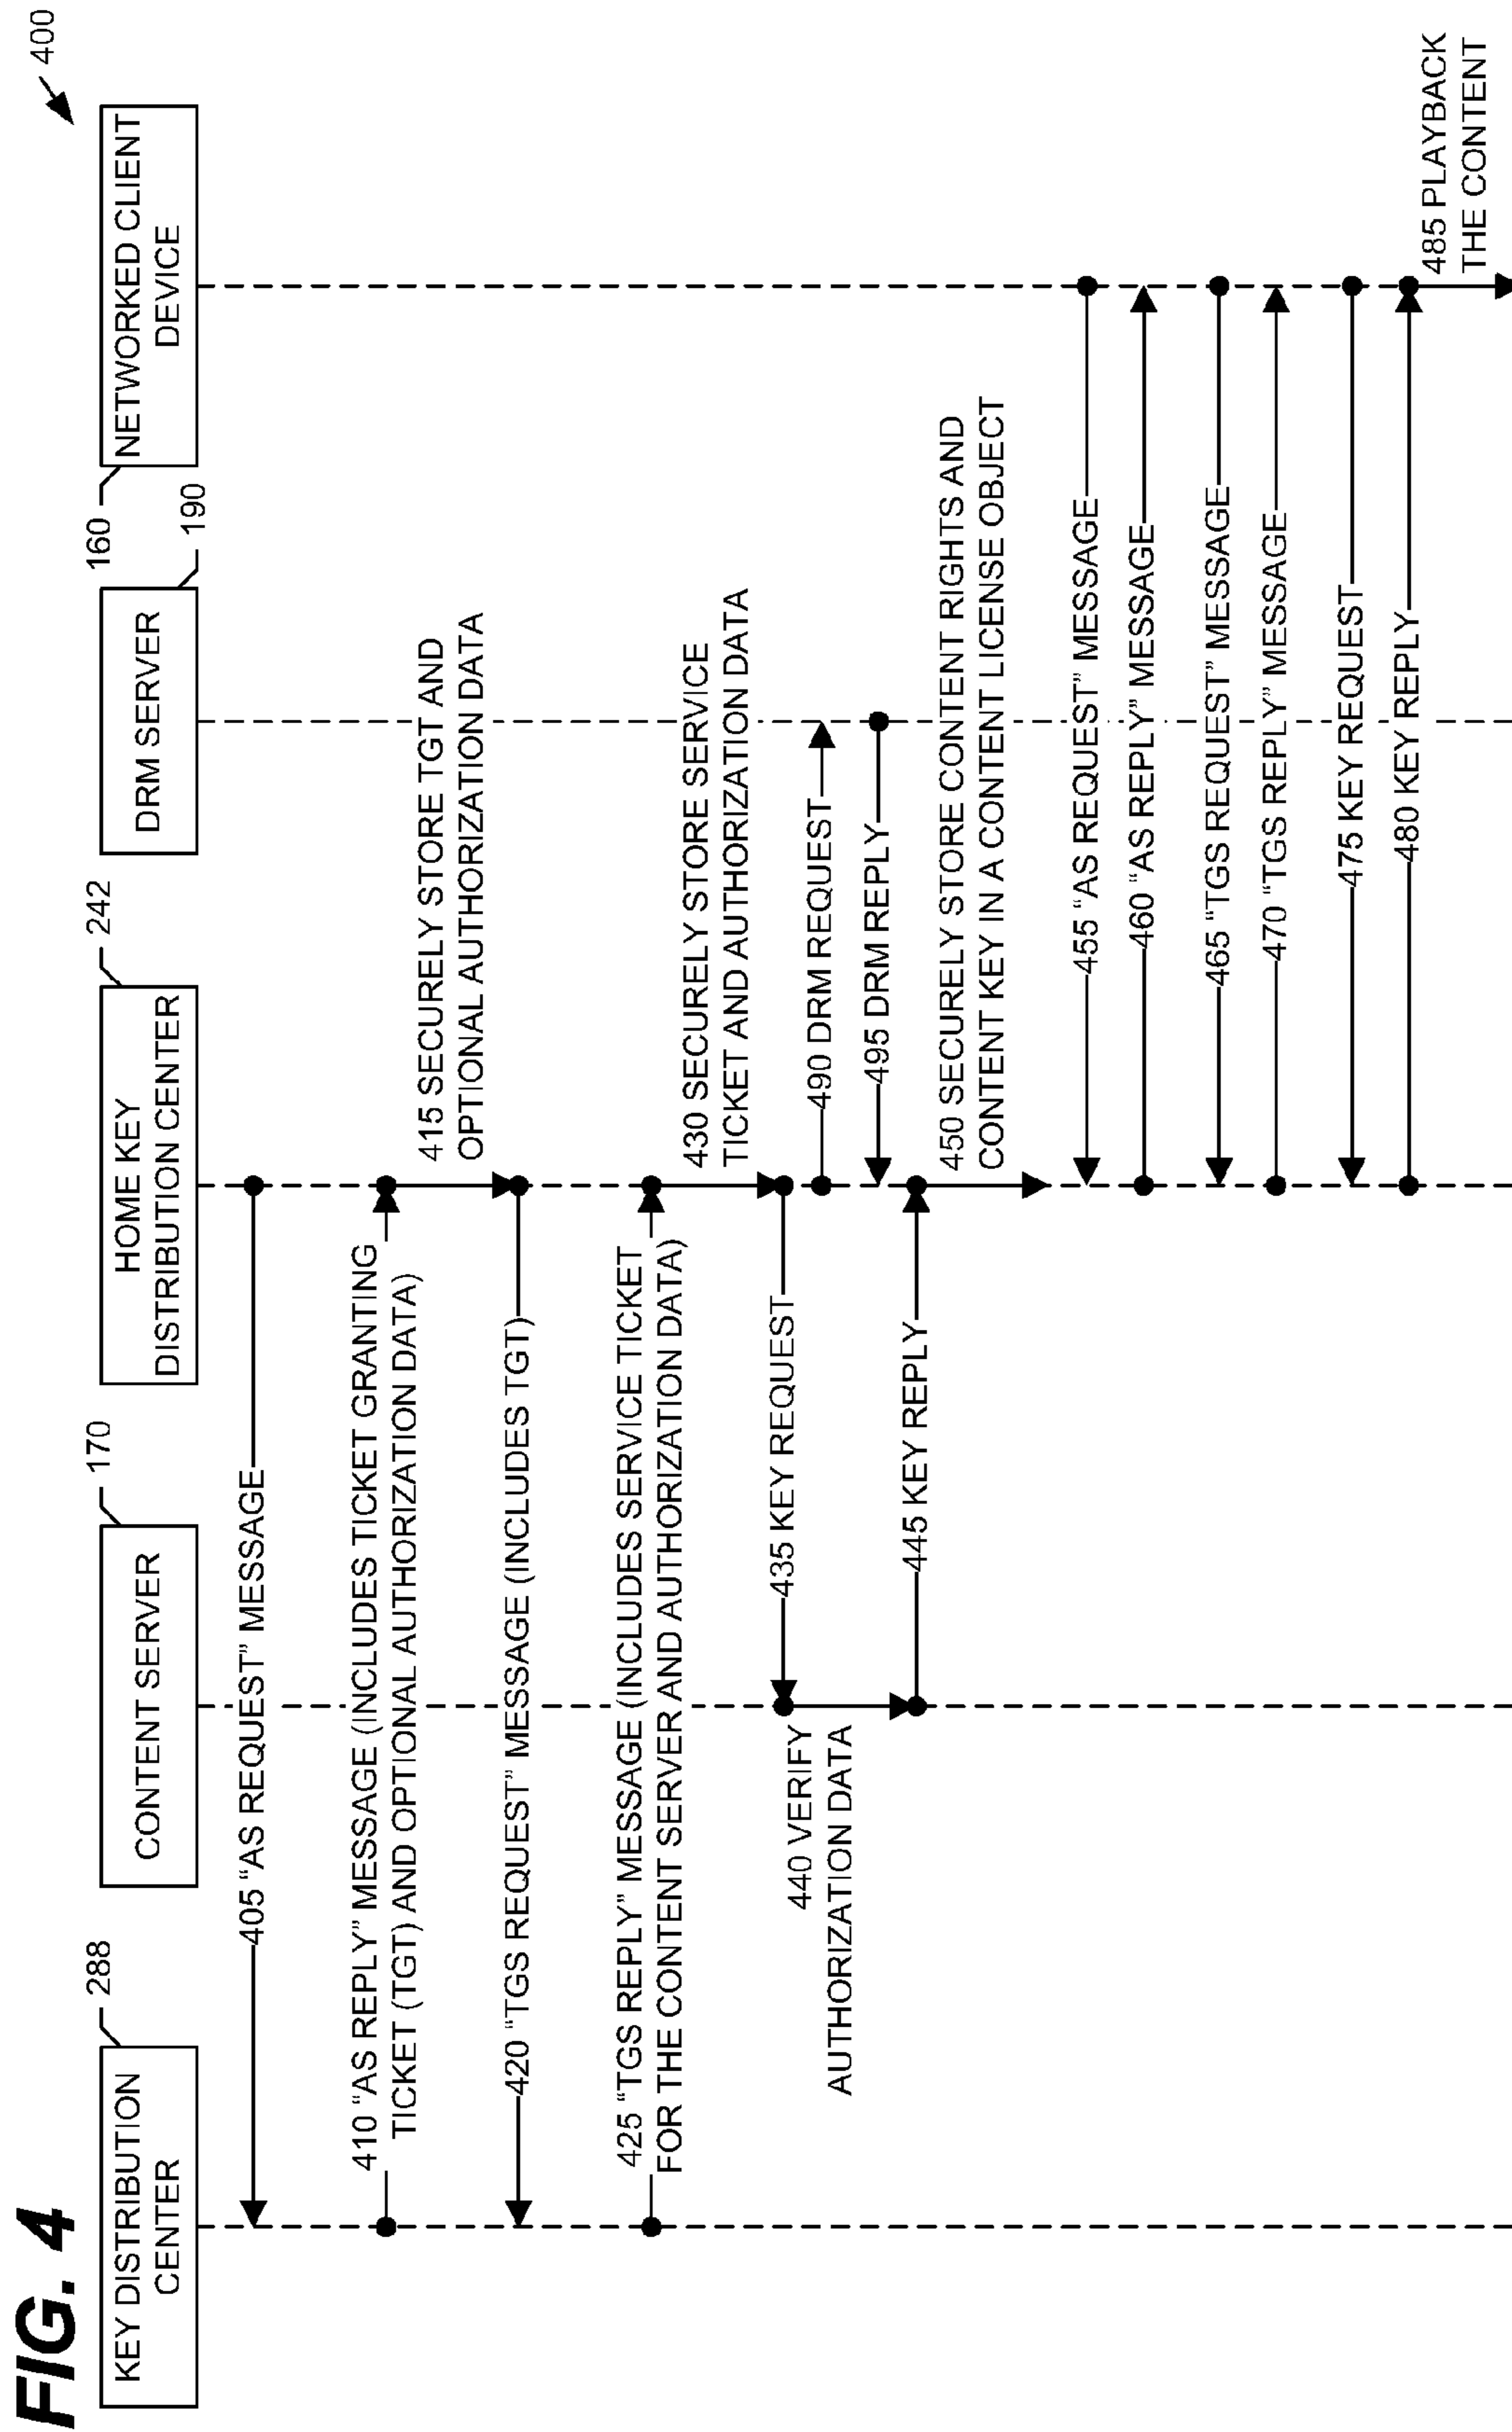 FIG. 4
400
KEY DISTRIBUTION
CENTER
288
CONTENT SERVER
170
HOME KEY
DISTRIBUTION CENTER
242
DRM SERVER
190
NETWORKED CLIENT
DEVICE
160
405 “AS REQUEST” MESSAGE
410 “AS REPLY” MESSAGE (INCLUDES TICKET GRANTING
TICKET (TGT) AND OPTIONAL AUTHORIZATION DATA)
415 SECURELY STORE TGT AND
OPTIONAL AUTHORIZATION DATA
420 “TGS REQUEST” MESSAGE (INCLUDES TGT)
425 “TGS REPLY” MESSAGE (INCLUDES SERVICE TICKET
FOR THE CONTENT SERVER AND AUTHORIZATION DATA)
430 SECURELY STORE SERVICE
TICKET AND AUTHORIZATION DATA
435 KEY REQUEST
440 VERIFY
AUTHORIZATION DATA
490 DRM REQUEST
495 DRM REPLY
445 KEY REPLY
450 SECURELY STORE CONTENT RIGHTS AND
CONTENT KEY IN A CONTENT LICENSE OBJECT
455 “AS REQUEST” MESSAGE
460 “AS REPLY” MESSAGE
465 “TGS REQUEST” MESSAGE
470 “TGS REPLY” MESSAGE
475 KEY REQUEST
480 KEY REPLY
485 PLAYBACK
THE CONTENT